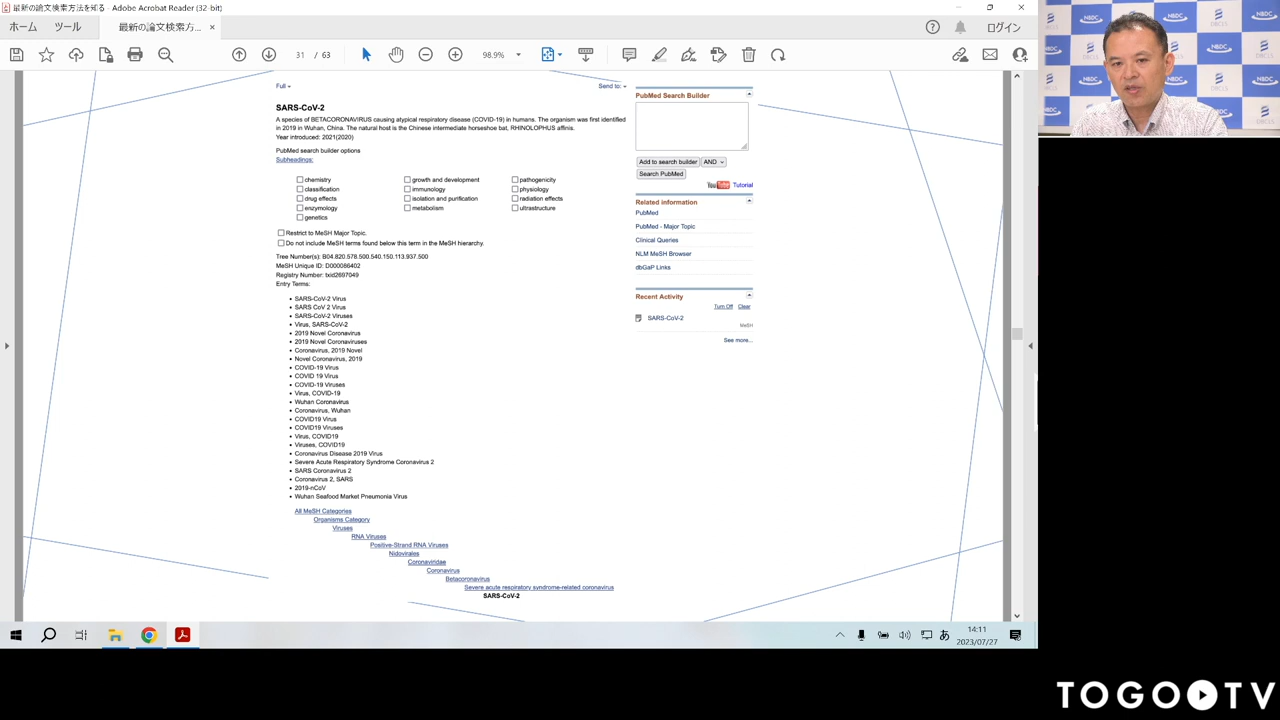 最新の論文検索方法を知る - Adobe Acrobat Reader (32-bit)
ホーム
ツール
最新の論文検索方...
ログイン
31 / 63
98.9%
Full
Send to:
SARS-CoV-2
A species of BETACORONAVIRUS causing atypical respiratory disease (COVID-19) in humans. The organism was first identified
in 2019 in Wuhan, China. The natural host is the Chinese intermediate horseshoe bat, RHINOLOPHUS affinis.
Year introduced: 2021(2020)
PubMed search builder options
Subheadings:
chemistry
classification
drug effects
enzymology
genetics
growth and development
immunology
isolation and purification
metabolism
pathogenicity
physiology
radiation effects
ultrastructure
Restrict to MeSH Major Topic.
Do not include MeSH terms found below this term in the MeSH hierarchy.
Tree Number(s): B04.820.578.500.540.150.113.937.500
MeSH Unique ID: D000086402
Registry Number: txid2697049
Entry Terms:
• SARS-CoV-2 Virus
• SARS CoV 2 Virus
• SARS-CoV-2 Viruses
• Virus, SARS-CoV-2
• 2019 Novel Coronavirus
• 2019 Novel Coronaviruses
• Coronavirus, 2019 Novel
• Novel Coronavirus, 2019
• COVID-19 Virus
• COVID 19 Virus
• COVID-19 Viruses
• Virus, COVID-19
• Wuhan Coronavirus
• Coronavirus, Wuhan
• COVID19 Virus
• COVID19 Viruses
• Virus, COVID19
• Viruses, COVID19
• Coronavirus Disease 2019 Virus
• Severe Acute Respiratory Syndrome Coronavirus 2
• SARS Coronavirus 2
• Coronavirus 2, SARS
• 2019-nCoV
• Wuhan Seafood Market Pneumonia Virus
All MeSH Categories
Organisms Category
Viruses
RNA Viruses
Positive-Strand RNA Viruses
Nidovirales
Coronaviridae
Coronavirus
Betacoronavirus
Severe acute respiratory syndrome-related coronavirus
SARS-CoV-2
PubMed Search Builder
Add to search builder
AND
Search PubMed
YouTube Tutorial
Related information
PubMed
PubMed - Major Topic
Clinical Queries
NLM MeSH Browser
dbGaP Links
Recent Activity
Turn Off Clear
SARS-CoV-2
MeSH
See more...
NBDC
DBCLS
あ
14:11
2023/07/27
TOGO TV